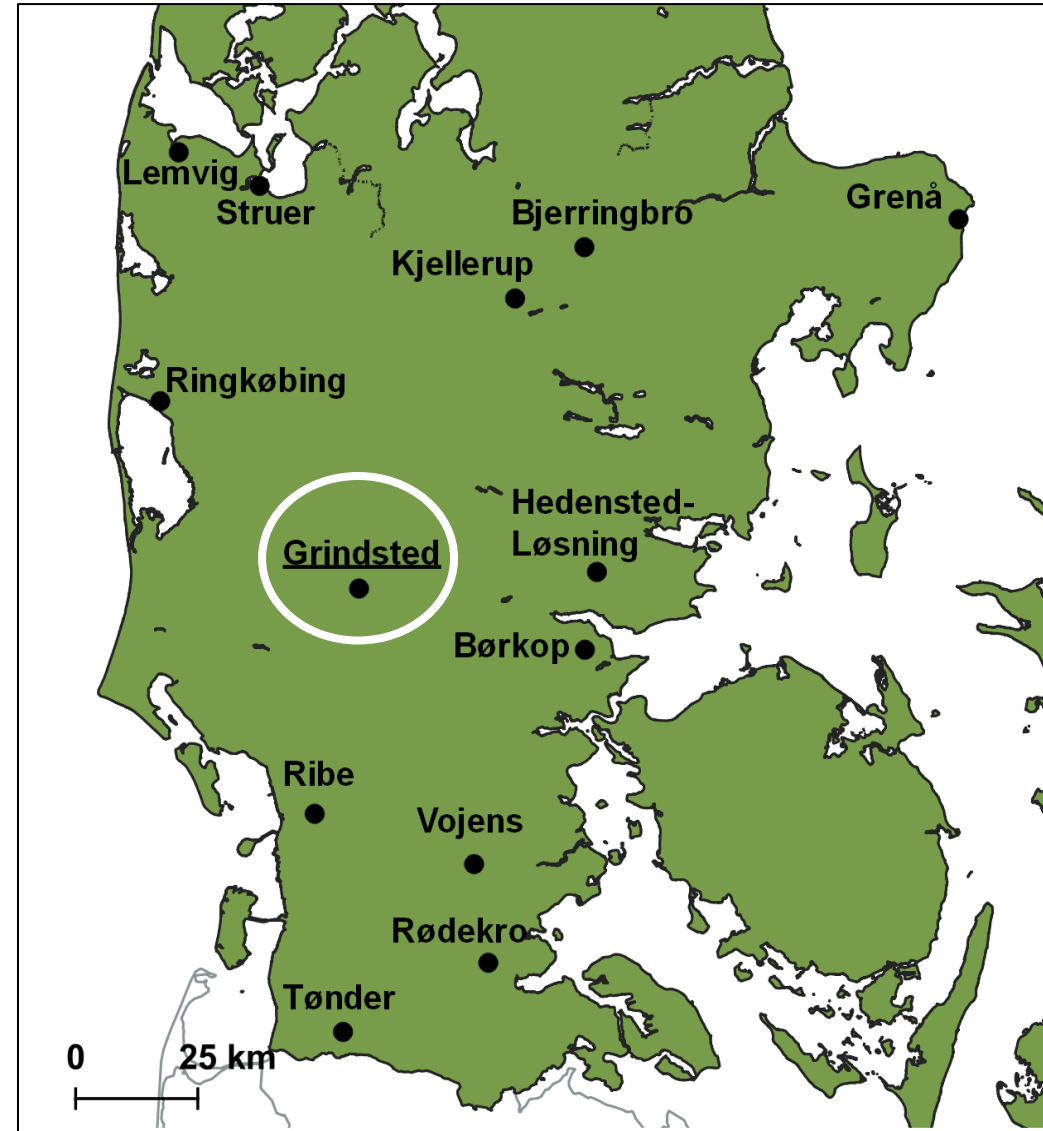 Lemvig
Struer
Bjerringbro
Grenå
Kjellerup
Ringkøbing
Hedensted-
Løsning
Grindsted
Børkop
Ribe
Vojens
Rødekro
Tønder
0 25 km